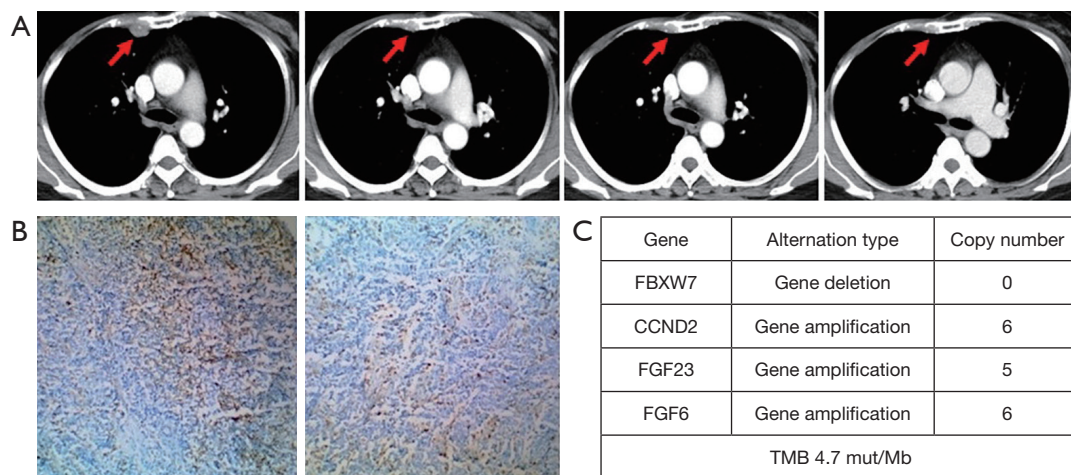 A
B
C
Gene Alternation type Copy number
FBXW7 Gene deletion 0
CCND2 Gene amplification 6
FGF23 Gene amplification 5
FGF6 Gene amplification 6
TMB 4.7 mut/Mb